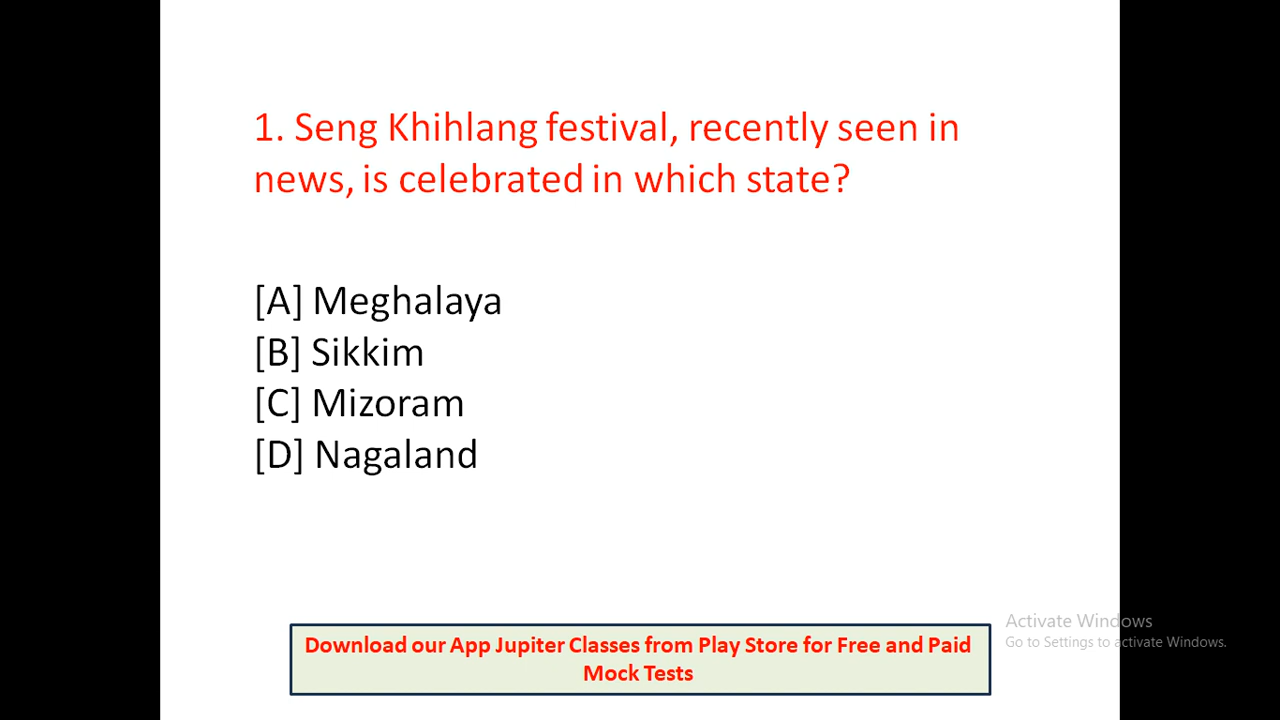 1. Seng Khihlang festival, recently seen in
news, is celebrated in which state?
[A] Meghalaya
[B] Sikkim
[C] Mizoram
[D] Nagaland
Activate Windows
Go to Settings to activate Windows.
Download our App Jupiter Classes from Play Store for Free and Paid
Mock Tests